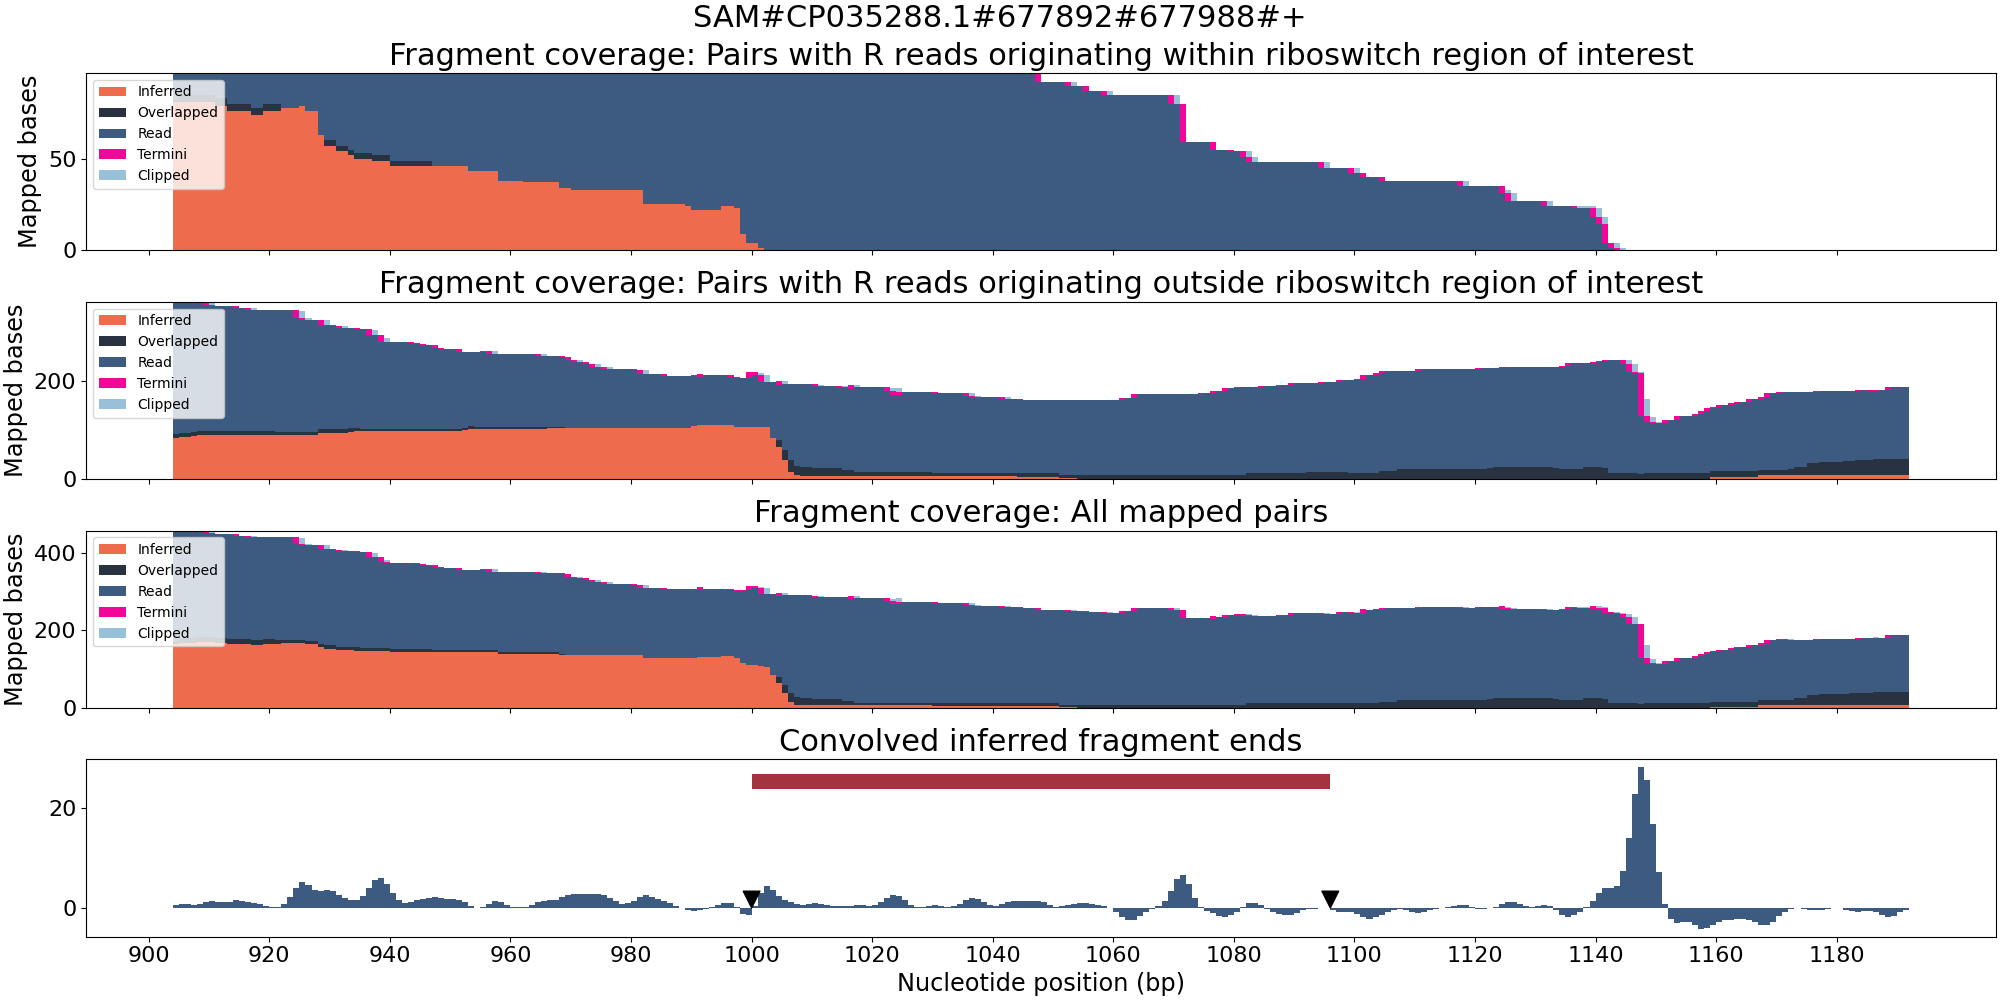 SAM#CP035288.1#677892#677988#+
Fragment coverage: Pairs with R reads originating within riboswitch region of interest
Mapped bases
50
0
Inferred
Overlapped
Read
Termini
Clipped
Fragment coverage: Pairs with R reads originating outside riboswitch region of interest
Mapped bases
200
0
Inferred
Overlapped
Read
Termini
Clipped
Fragment coverage: All mapped pairs
Mapped bases
400
200
0
Inferred
Overlapped
Read
Termini
Clipped
Convolved inferred fragment ends
20
0
900 920 940 960 980 1000 1020 1040 1060 1080 1100 1120 1140 1160 1180
Nucleotide position (bp)